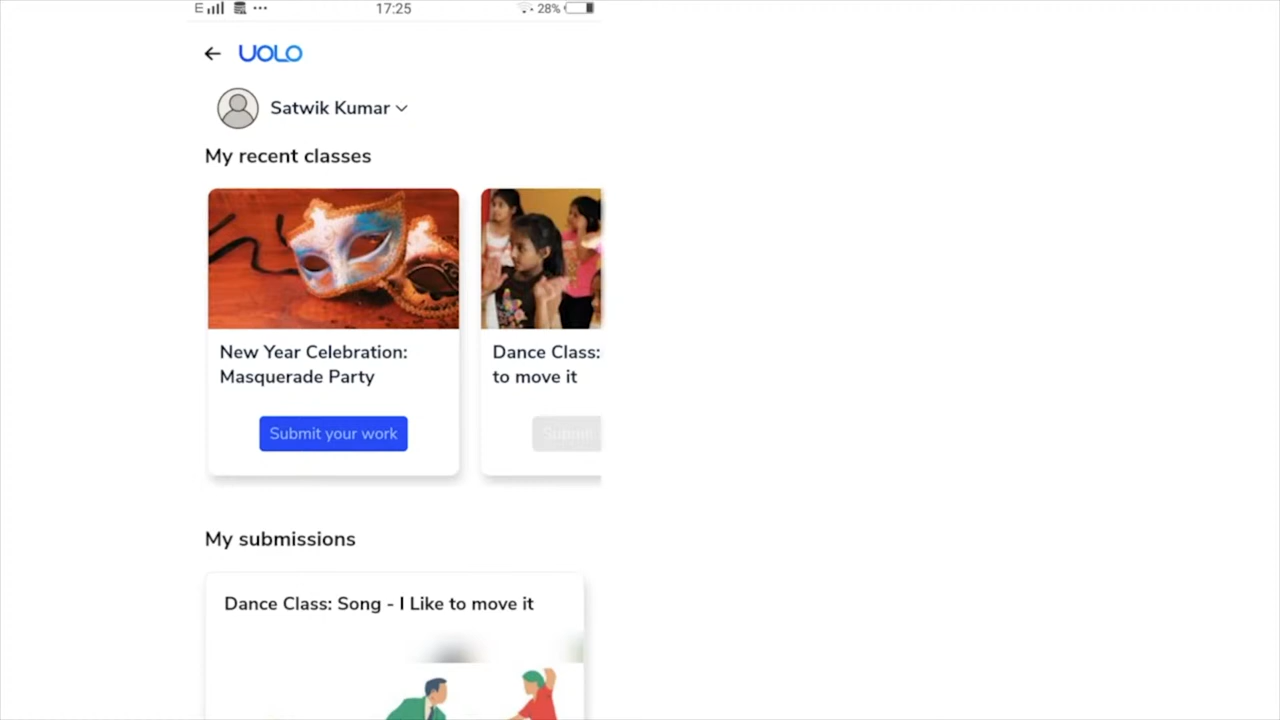 E 17:25 28%
UOLO
Satwik Kumar
My recent classes
New Year Celebration:
Masquerade Party
Submit your work
Dance Class:
to move it
My submissions
Dance Class: Song - I Like to move it